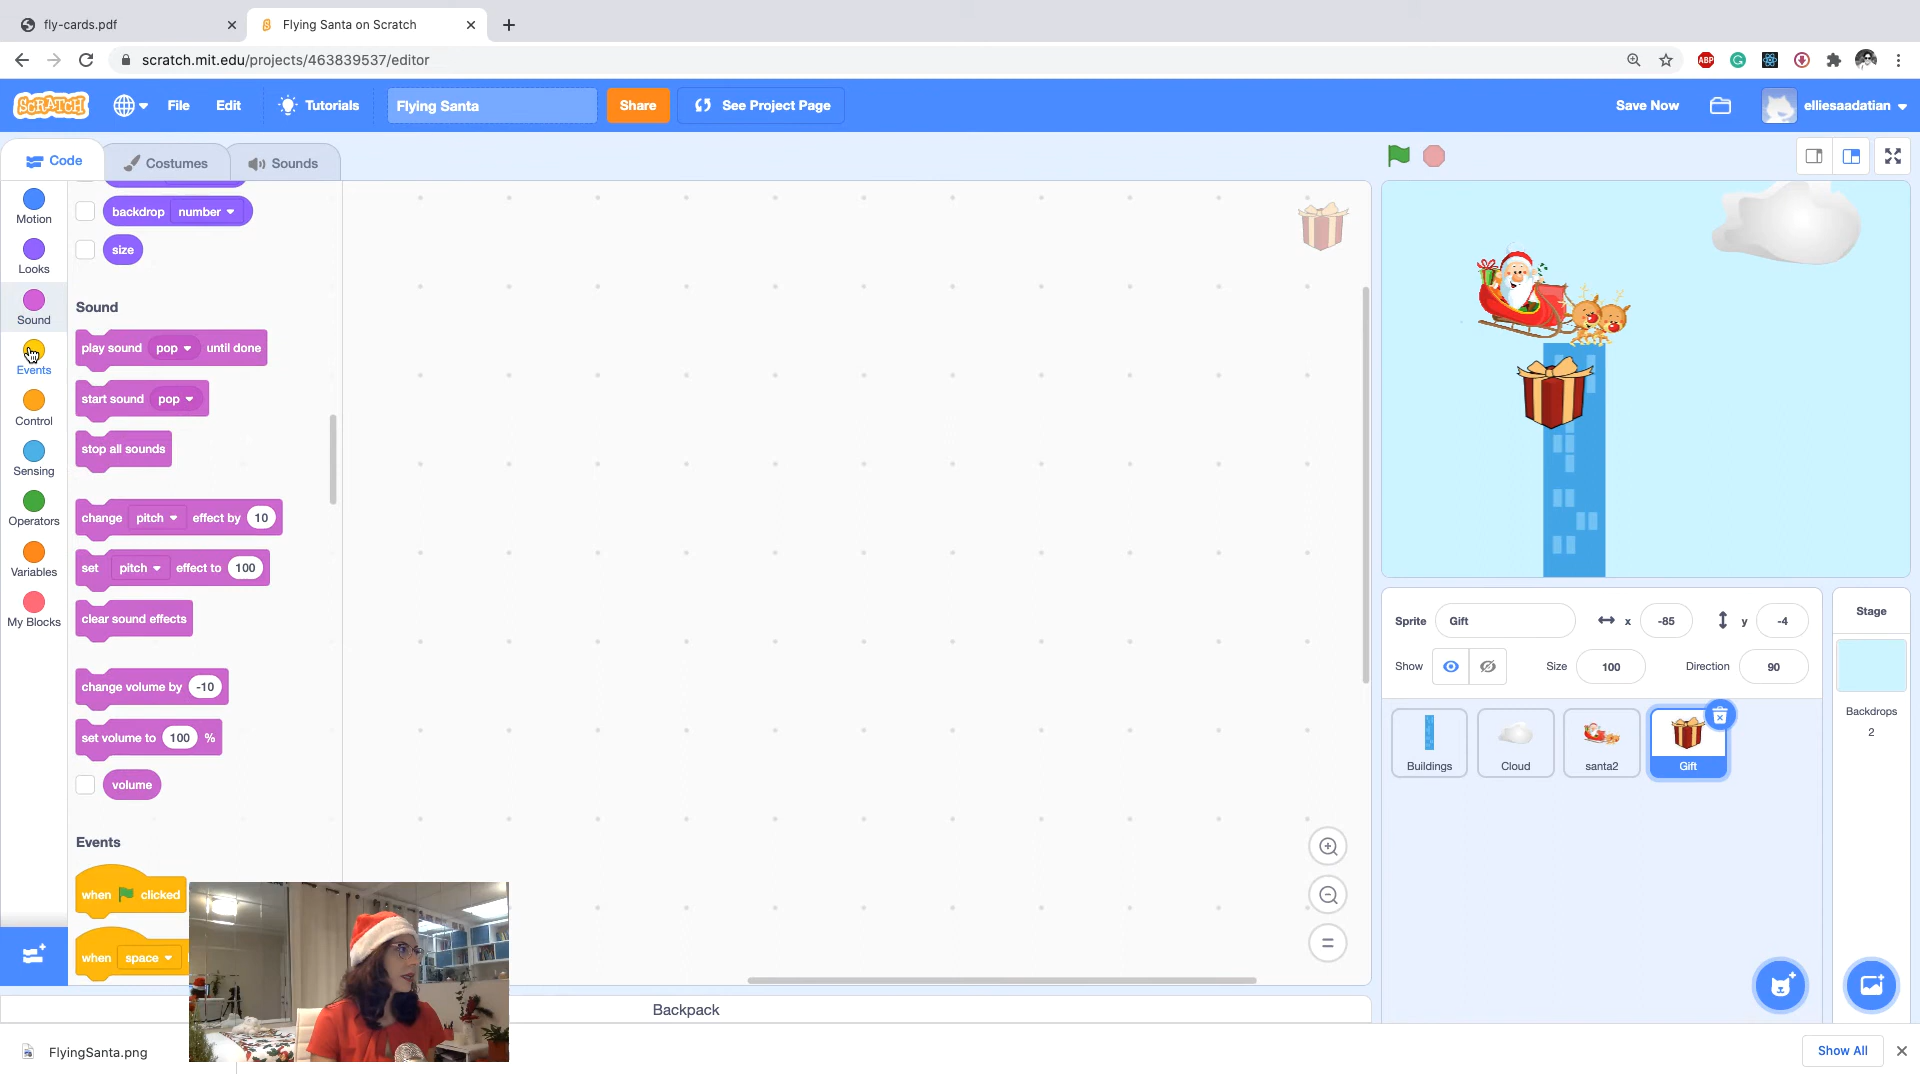 fly-cards.pdf
Flying Santa on Scratch
scratch.mit.edu/projects/463839537/editor
ABP
SCRATCH
File
Edit
Tutorials
Flying Santa
Share
See Project Page
Save Now
elliesaadatian
Code
Costumes
Sounds
Motion
Looks
Sound
Events
Control
Sensing
Operators
Variables
My Blocks
backdrop number
size
Sound
play sound pop until done
start sound pop
stop all sounds
change pitch effect by 10
set pitch effect to 100
clear sound effects
change volume by -10
set volume to 100 %
volume
Events
when clicked
when space
Sprite Gift x -85 y -4
Show Size 100 Direction 90
Buildings
Cloud
santa2
Gift
Stage
Backdrops
2
Backpack
FlyingSanta.png
Show All